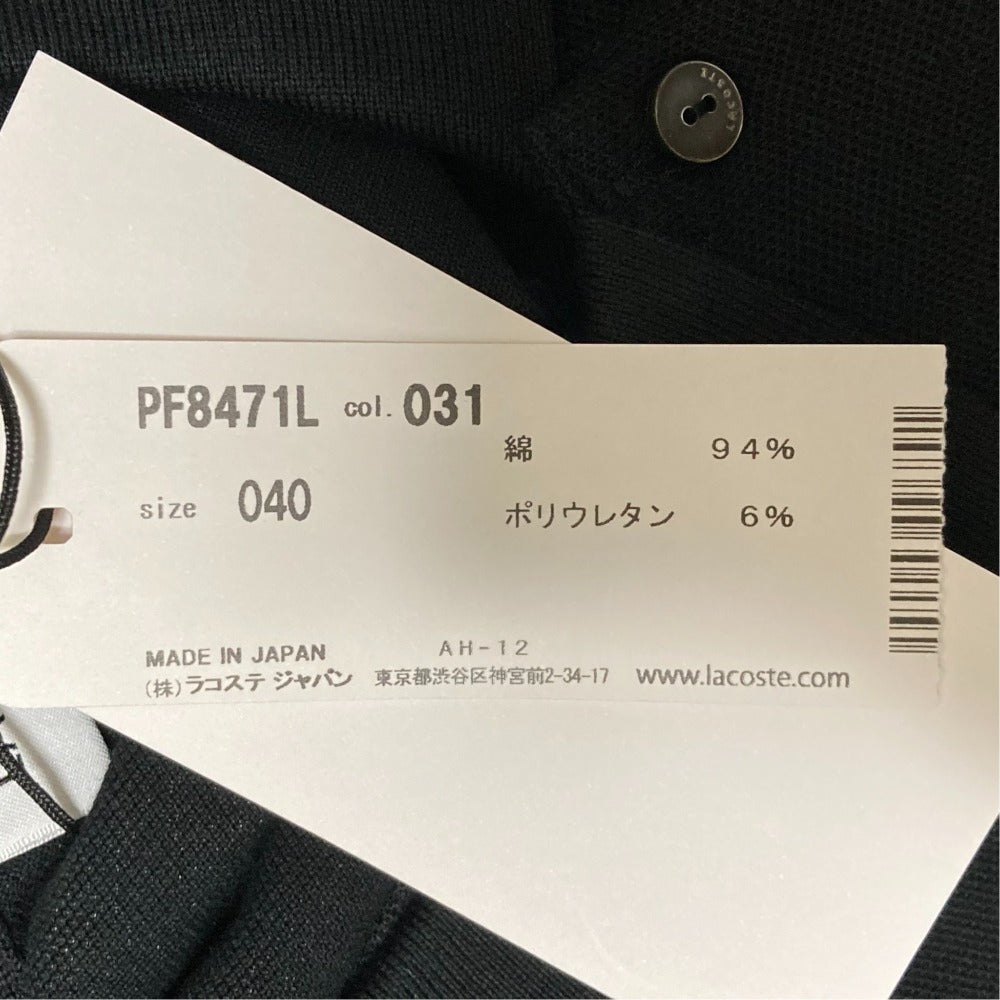 LACOSTE
PF8471L col. 031
綿 94%
size 040
ポリウレタン 6%
MADE IN JAPAN AH-12
(株)ラコステ ジャパン 東京都渋谷区神宮前2-34-17 www.lacoste.com